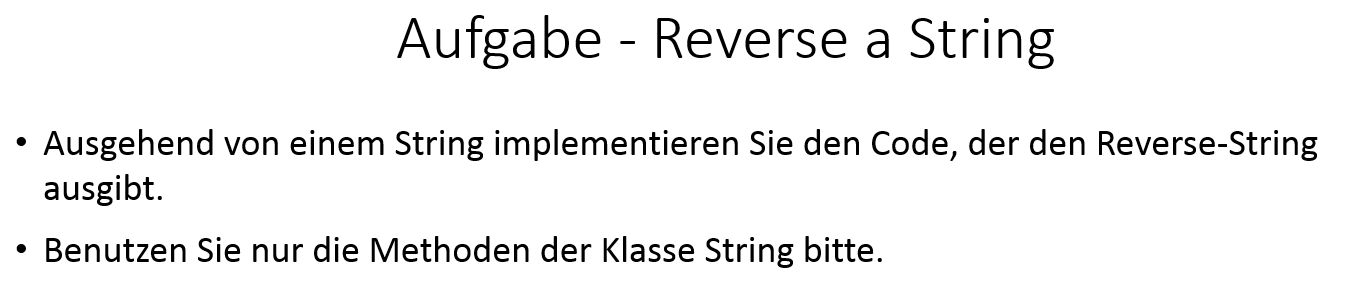 Aufgabe - Reverse a String
• Ausgehend von einem String implementieren Sie den Code, der den Reverse-String
ausgibt.
• Benutzen Sie nur die Methoden der Klasse String bitte.